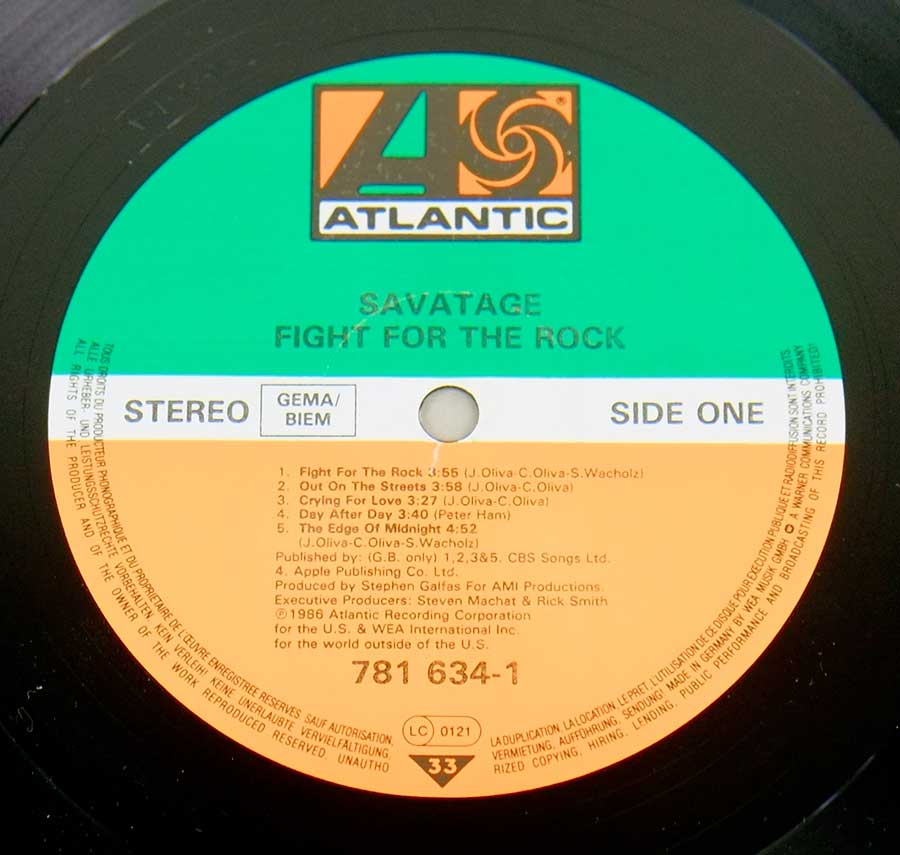 ®
ATLANTIC
SAVATAGE
FIGHT FOR THE ROCK
STEREO
GEMA/
BIEM
SIDE ONE
1. Fight For The Rock 3:55 (J.Oliva-C.Oliva-S.Wacholz)
2. Out On The Streets 3:58 (J.Oliva-C.Oliva)
3. Crying For Love 3:27 (J.Oliva-C.Oliva)
4. Day After Day 3:40 (Peter Ham)
5. The Edge Of Midnight 4:52
(J.Oliva-C.Oliva-S.Wacholz)
Published by: (G.B. only) 1,2,3&5. CBS Songs Ltd.
4. Apple Publishing Co. Ltd.
Produced by Stephen Galfas For AMI Productions.
Executive Producers: Steven Machat & Rick Smith
℗1986 Atlantic Recording Corporation
for the U.S. & WEA International Inc.
for the world outside of the U.S.
781 634-1
LC 0121
33
TOUS DROITS DU PRODUCTEUR PHONOGRAPHIQUE ET DU PROPRIETAIRE DE L'ŒUVRE ENREGISTREE RESERVES. SAUF AUTORISATION, LA DUPLICATION, LA LOCATION, LE PRET, L'UTILISATION DE CE DISQUE POUR EXECUTION PUBLIQUE ET RADIODIFFUSION SONT INTERDITS.
ALLE URHEBER- UND LEISTUNGSSCHUTZRECHTE VORBEHALTEN. KEIN VERLEIH! KEINE UNERLAUBTE VERVIELFÄLTIGUNG, VERMIETUNG, AUFFÜHRUNG, SENDUNG! MADE IN GERMANY BY WEA MUSIK GMBH A WARNER COMMUNICATIONS COMPANY
ALL RIGHTS OF THE PRODUCER AND OF THE OWNER OF THE WORK REPRODUCED RESERVED. UNAUTHORIZED COPYING, HIRING, LENDING, PUBLIC PERFORMANCE AND BROADCASTING OF THIS RECORD PROHIBITED!